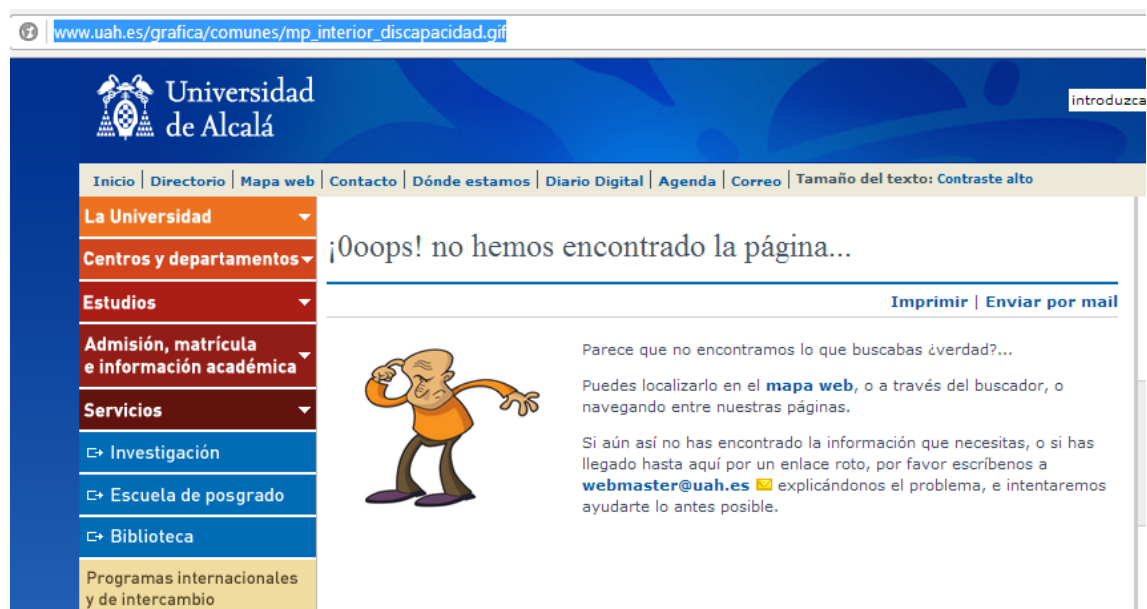 www.uah.es/grafica/comunes/mp_interior_discapacidad.gif
Universidad
de Alcalá
introduzca
Inicio | Directorio | Mapa web | Contacto | Dónde estamos | Diario Digital | Agenda | Correo | Tamaño del texto: Contraste alto
La Universidad
Centros y departamentos
Estudios
Admisión, matrícula
e información académica
Servicios
Investigación
Escuela de posgrado
Biblioteca
Programas internacionales
y de intercambio
¡0oops! no hemos encontrado la página...
Imprimir | Enviar por mail
Parece que no encontramos lo que buscabas ¿verdad?...
Puedes localizarlo en el mapa web, o a través del buscador, o
navegando entre nuestras páginas.
Si aún así no has encontrado la información que necesitas, o si has
llegado hasta aquí por un enlace roto, por favor escríbenos a
webmaster@uah.es explicándonos el problema, e intentaremos
ayudarte lo antes posible.